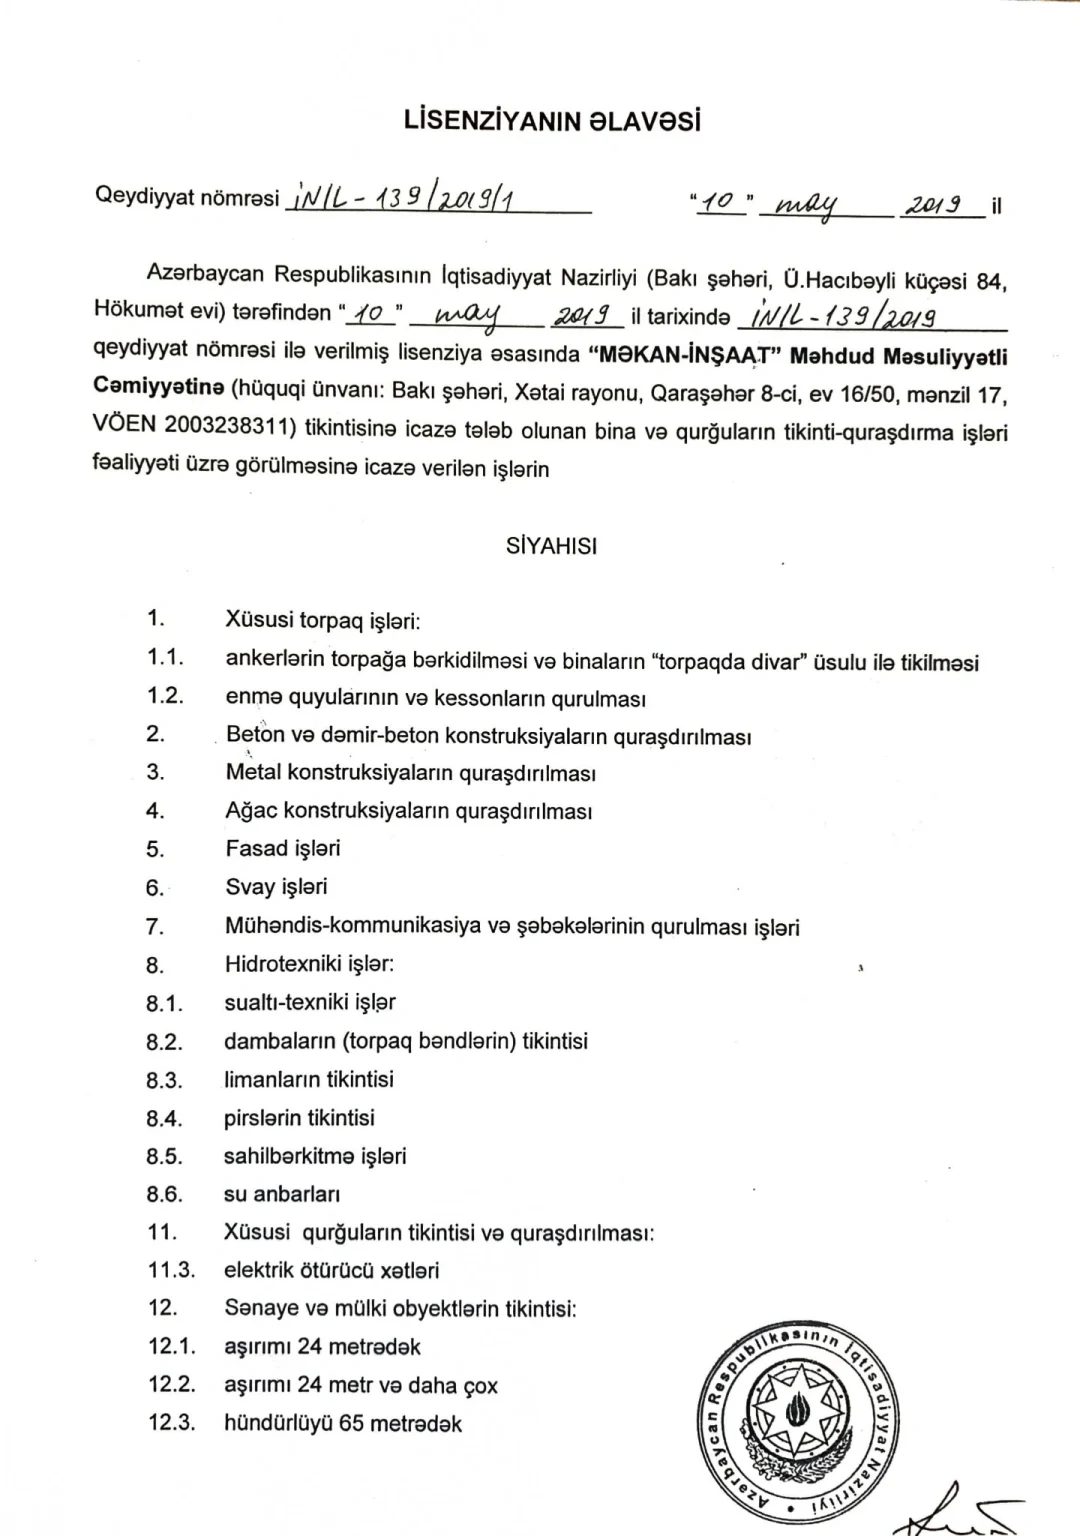 LİSENZİYANIN ƏLAVƏSİ
Qeydiyyat nömrəsi İN/L-139/2019/1 "10" may 2019 il
Azərbaycan Respublikasının İqtisadiyyat Nazirliyi (Bakı şəhəri, Ü.Hacıbəyli küçəsi 84,
Hökumət evi) tərəfindən "10" may 2019 il tarixində İN/L-139/2019
qeydiyyat nömrəsi ilə verilmiş lisenziya əsasında "MƏKAN-İNŞAAT" Məhdud Məsuliyyətli
Cəmiyyətinə (hüquqi ünvanı: Bakı şəhəri, Xətai rayonu, Qaraşəhər 8-ci, ev 16/50, mənzil 17,
VÖEN 2003238311) tikintisinə icazə tələb olunan bina və qurğuların tikinti-quraşdırma işləri
fəaliyyəti üzrə görülməsinə icazə verilən işlərin
SİYAHISI
1. Xüsusi torpaq işləri:
1.1. ankerlərin torpağa bərkidilməsi və binaların "torpaqda divar" üsulu ilə tikilməsi
1.2. enmə quyularının və kessonların qurulması
2. Beton və dəmir-beton konstruksiyaların quraşdırılması
3. Metal konstruksiyaların quraşdırılması
4. Ağac konstruksiyaların quraşdırılması
5. Fasad işləri
6. Svay işləri
7. Mühəndis-kommunikasiya və şəbəkələrinin qurulması işləri
8. Hidrotexniki işlər:
8.1. sualtı-texniki işlər
8.2. dambaların (torpaq bəndlərin) tikintisi
8.3. limanların tikintisi
8.4. pirslərin tikintisi
8.5. sahilbərkitmə işləri
8.6. su anbarları
11. Xüsusi qurğuların tikintisi və quraşdırılması:
11.3. elektrik ötürücü xətləri
12. Sənaye və mülki obyektlərin tikintisi:
12.1. aşırımı 24 metrədək
12.2. aşırımı 24 metr və daha çox
12.3. hündürlüyü 65 metrədək
Azərbaycan Respublikasının İqtisadiyyat Nazirliyi